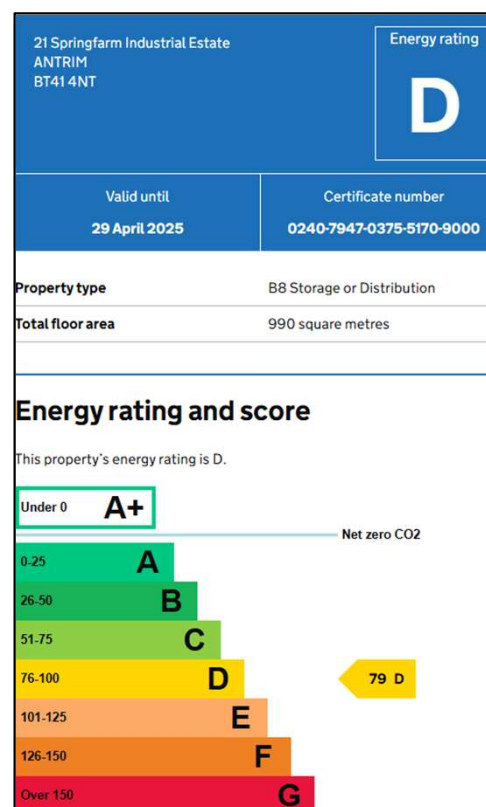 21 Springfarm Industrial Estate
ANTRIM
BT41 4NT
Energy rating
D
Valid until
29 April 2025
Certificate number
0240-7947-0375-5170-9000
Property type
B8 Storage or Distribution
Total floor area
990 square metres
Energy rating and score
This property's energy rating is D.
Under 0 A+
Net zero CO2
0-25 A
26-50 B
51-75 C
76-100 D
79 D
101-125 E
126-150 F
Over 150 G